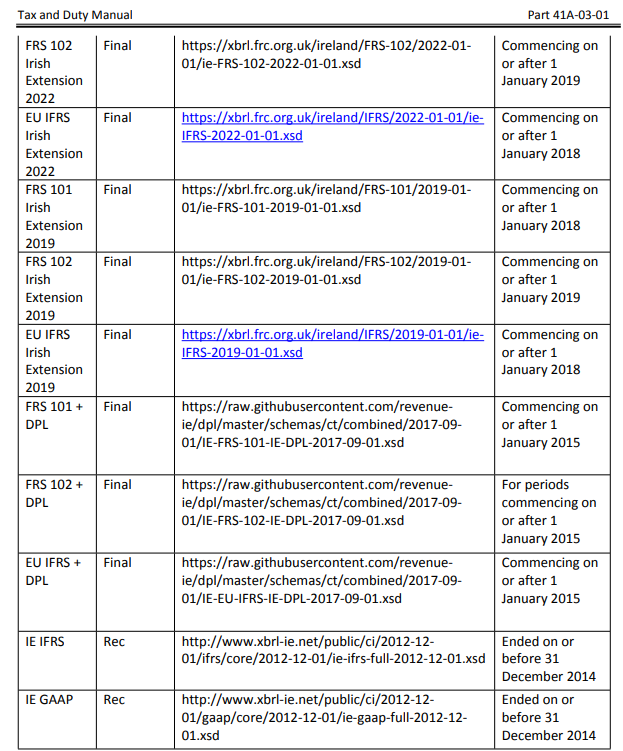 Tax and Duty Manual
Part 41A-03-01
FRS 102
Irish
Extension
2022
Final
https://xbrl.frc.org.uk/ireland/FRS-102/2022-01-
01/ie-FRS-102-2022-01-01.xsd
Commencing on
or after 1
January 2019
EU IFRS
Irish
Extension
2022
Final
https://xbrl.frc.org.uk/ireland/IFRS/2022-01-01/ie-
IFRS-2022-01-01.xsd
Commencing on
or after 1
January 2018
FRS 101
Irish
Extension
2019
Final
https://xbrl.frc.org.uk/ireland/FRS-101/2019-01-
01/ie-FRS-101-2019-01-01.xsd
Commencing on
or after 1
January 2018
FRS 102
Irish
Extension
2019
Final
https://xbrl.frc.org.uk/ireland/FRS-102/2019-01-
01/ie-FRS-102-2019-01-01.xsd
Commencing on
or after 1
January 2019
EU IFRS
Irish
Extension
2019
Final
https://xbrl.frc.org.uk/ireland/IFRS/2019-01-01/ie-
IFRS-2019-01-01.xsd
Commencing on
or after 1
January 2018
FRS 101 +
DPL
Final
https://raw.githubusercontent.com/revenue-
ie/dpl/master/schemas/ct/combined/2017-09-
01/IE-FRS-101-IE-DPL-2017-09-01.xsd
Commencing on
or after 1
January 2015
FRS 102 +
DPL
Final
https://raw.githubusercontent.com/revenue-
ie/dpl/master/schemas/ct/combined/2017-09-
01/IE-FRS-102-IE-DPL-2017-09-01.xsd
For periods
commencing on
or after 1
January 2015
EU IFRS +
DPL
Final
https://raw.githubusercontent.com/revenue-
ie/dpl/master/schemas/ct/combined/2017-09-
01/IE-EU-IFRS-IE-DPL-2017-09-01.xsd
Commencing on
or after 1
January 2015
IE IFRS
Rec
http://www.xbrl-ie.net/public/ci/2012-12-
01/ifrs/core/2012-12-01/ie-ifrs-full-2012-12-01.xsd
Ended on or
before 31
December 2014
IE GAAP
Rec
http://www.xbrl-ie.net/public/ci/2012-12-
01/gaap/core/2012-12-01/ie-gaap-full-2012-12-
01.xsd
Ended on or
before 31
December 2014